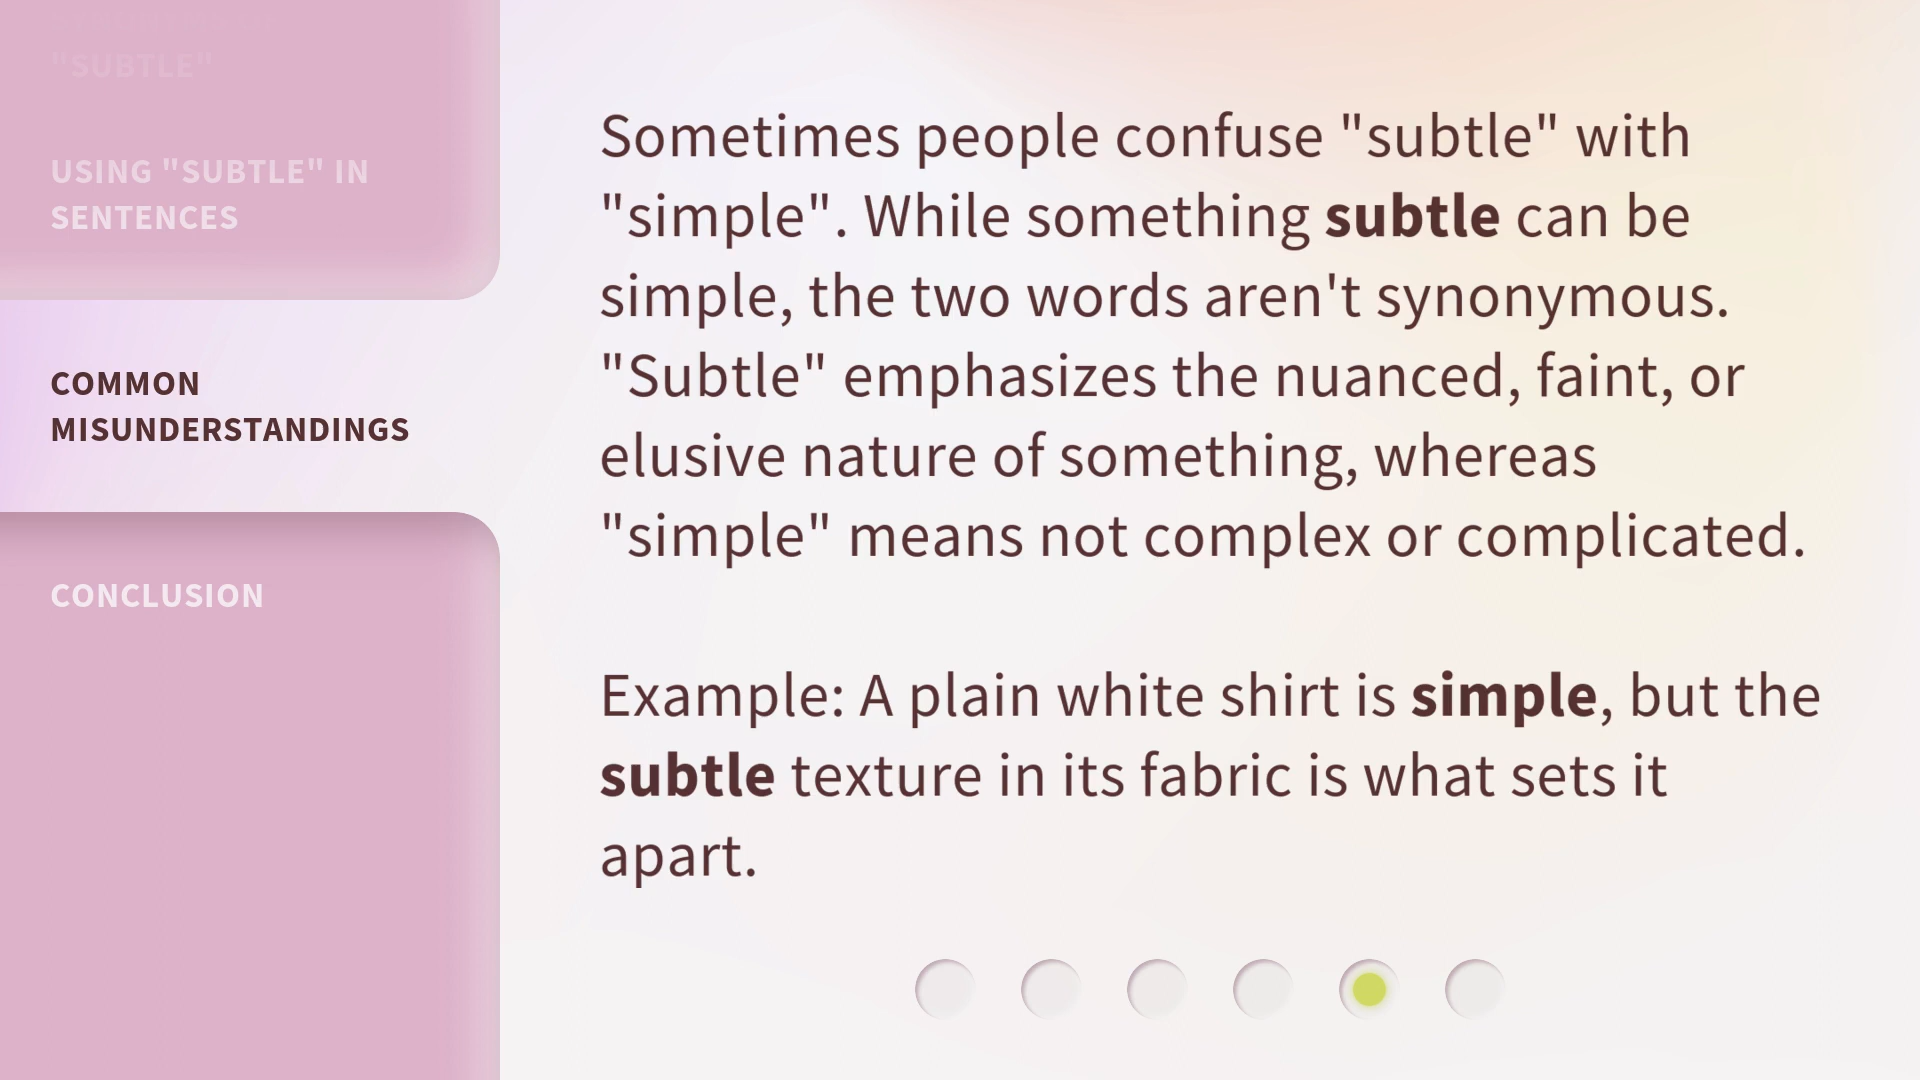 "SUBTLE"
USING "SUBTLE" IN
SENTENCES
COMMON
MISUNDERSTANDINGS
CONCLUSION
Sometimes people confuse "subtle" with
"simple". While something subtle can be
simple, the two words aren't synonymous.
"Subtle" emphasizes the nuanced, faint, or
elusive nature of something, whereas
"simple" means not complex or complicated.
Example: A plain white shirt is simple, but the
subtle texture in its fabric is what sets it
apart.